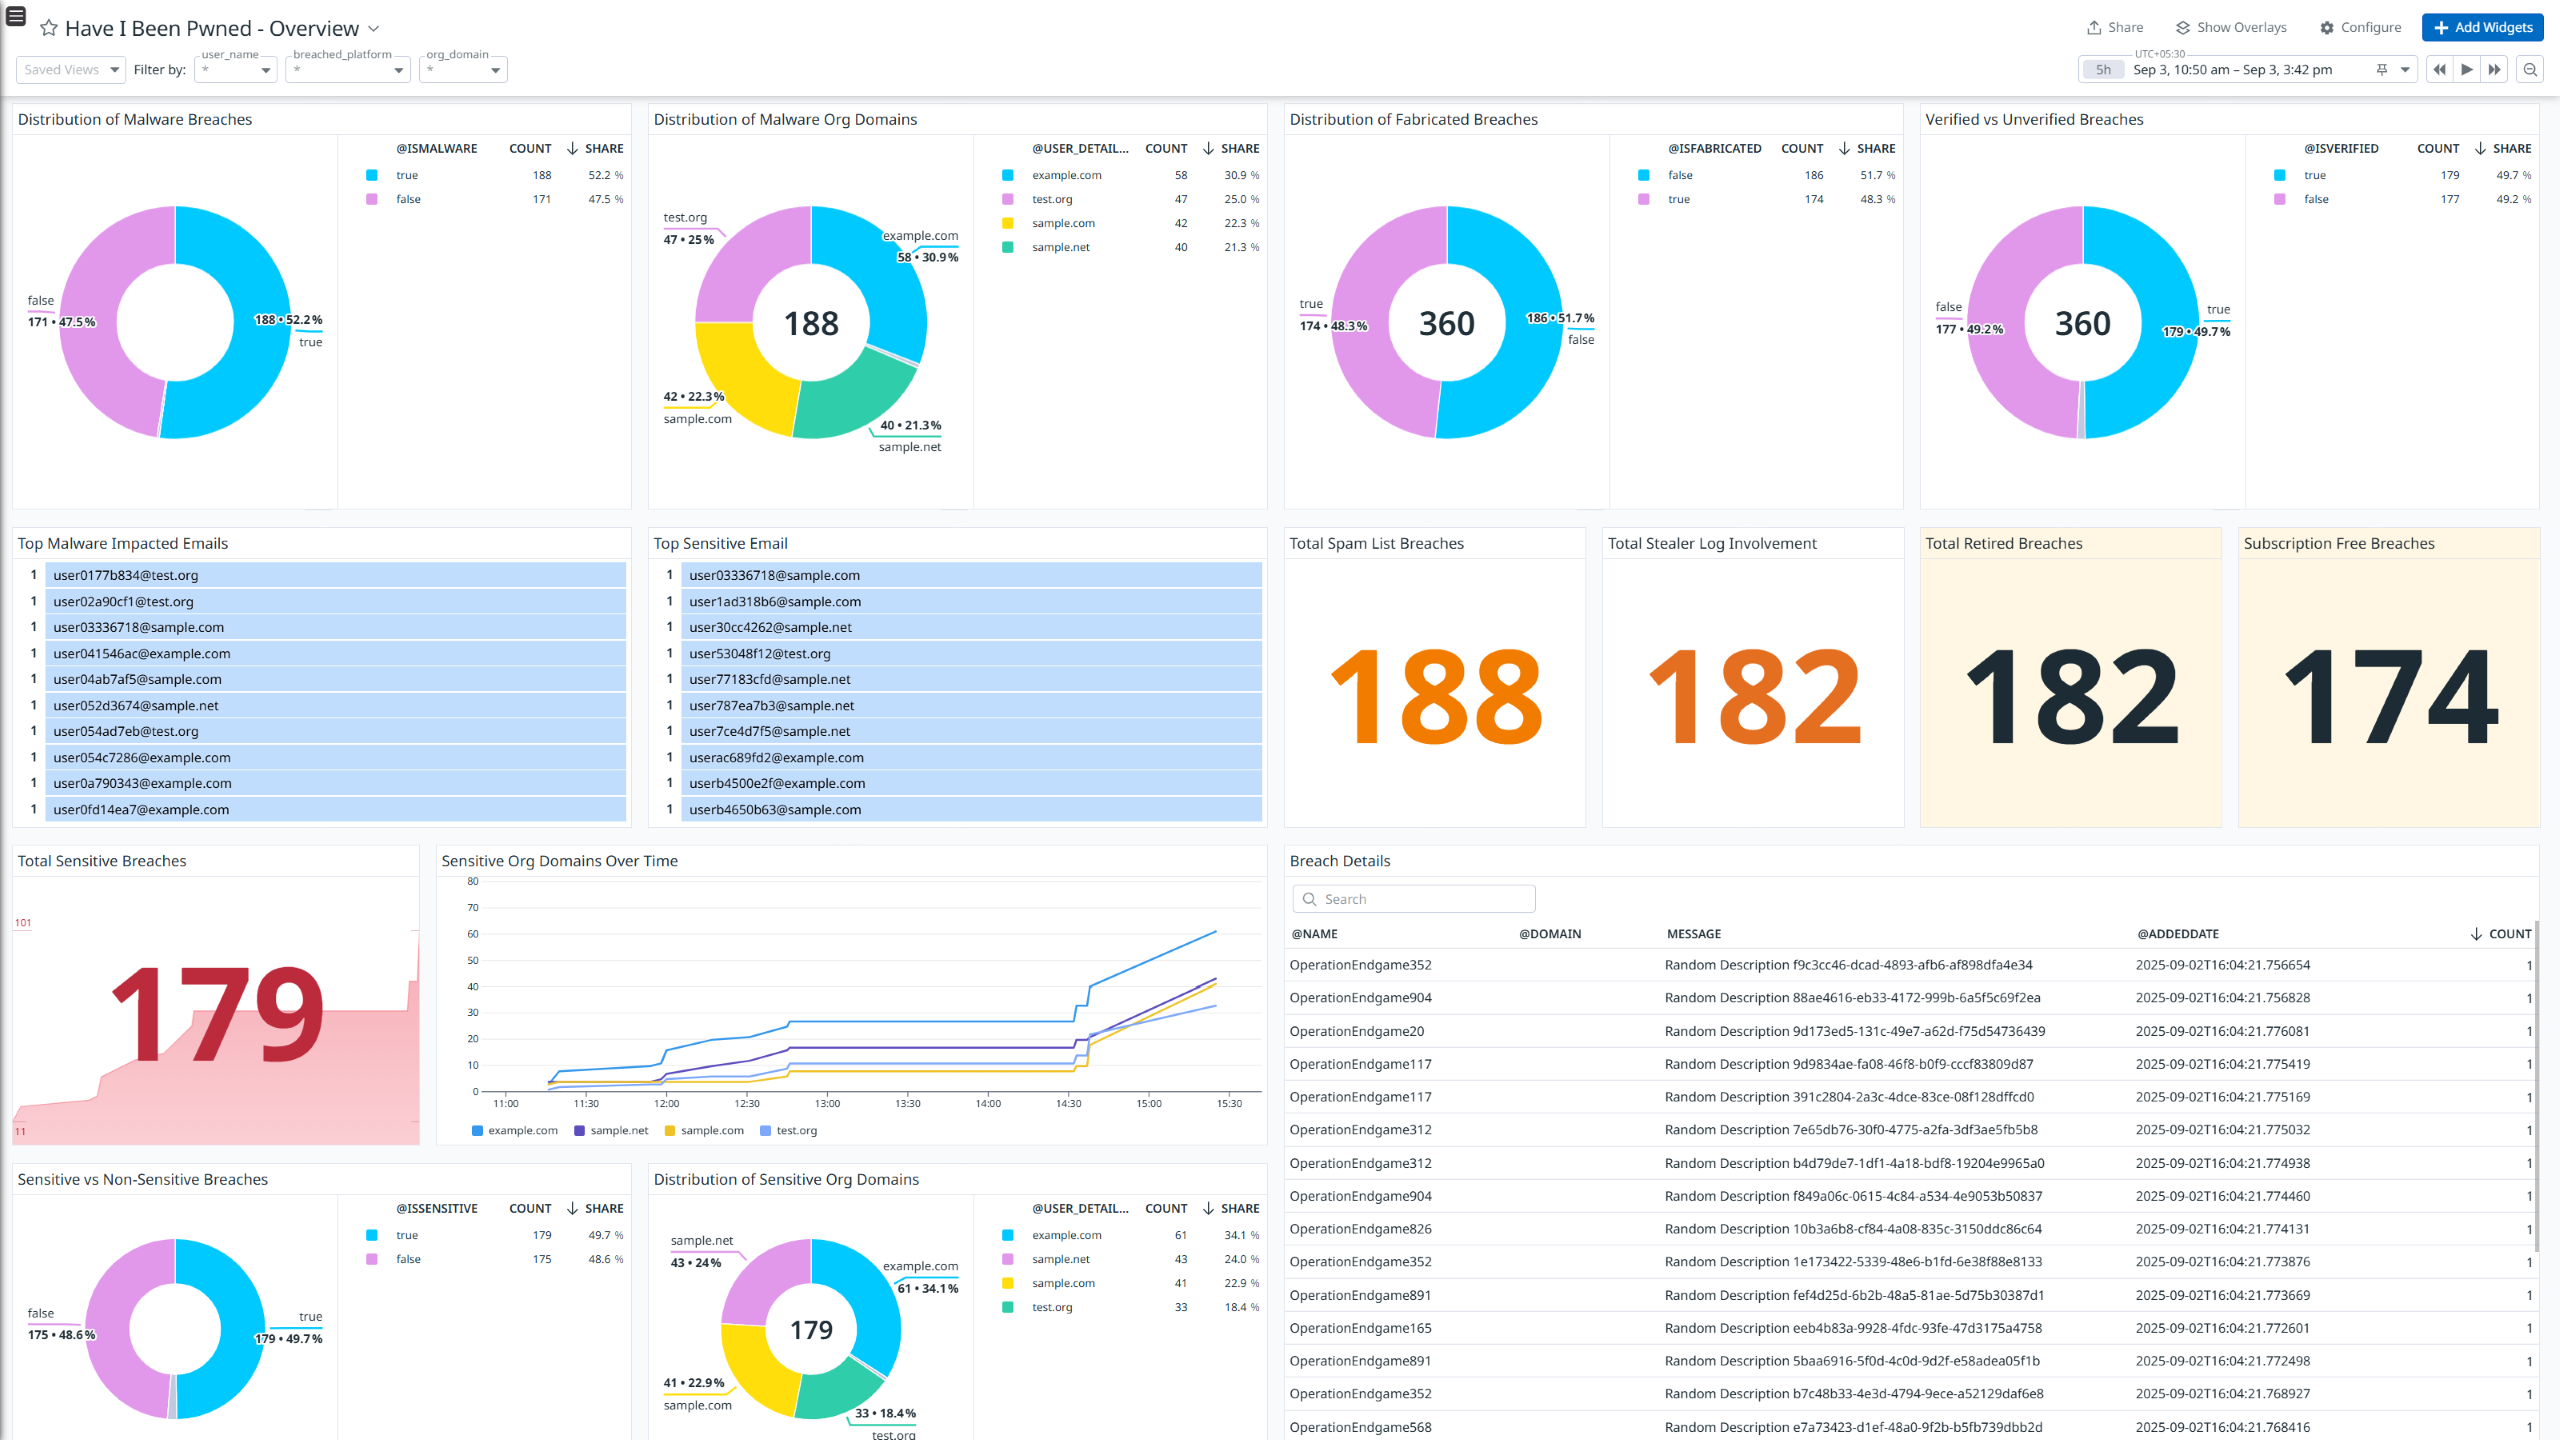 Have I Been Pwned - Overview
Share
Show Overlays
Configure
Add Widgets
Saved Views
Filter by:
user_name
*
breached_platform
*
org_domain
*
UTC+05:30
5h
Sep 3, 10:50 am – Sep 3, 3:42 pm
Distribution of Malware Breaches
@ISMALWARE COUNT SHARE
true 188 52.2 %
false 171 47.5 %
false
171 • 47.5%
188 • 52.2%
true
Distribution of Malware Org Domains
@USER_DETAIL... COUNT SHARE
example.com 58 30.9 %
test.org 47 25.0 %
sample.com 42 22.3 %
sample.net 40 21.3 %
test.org
47 • 25%
example.com
58 • 30.9%
188
42 • 22.3%
sample.com
40 • 21.3%
sample.net
Distribution of Fabricated Breaches
@ISFABRICATED COUNT SHARE
false 186 51.7 %
true 174 48.3 %
true
174 • 48.3%
360
186 • 51.7%
false
Verified vs Unverified Breaches
@ISVERIFIED COUNT SHARE
true 179 49.7 %
false 177 49.2 %
false
177 • 49.2%
360
true
179 • 49.7%
Top Malware Impacted Emails
1 user0177b834@test.org
1 user02a90cf1@test.org
1 user03336718@sample.com
1 user041546ac@example.com
1 user04ab7af5@sample.com
1 user052d3674@sample.net
1 user054ad7eb@test.org
1 user054c7286@example.com
1 user0a790343@example.com
1 user0fd14ea7@example.com
Top Sensitive Email
1 user03336718@sample.com
1 user1ad318b6@sample.com
1 user30cc4262@sample.net
1 user53048f12@test.org
1 user77183cfd@sample.net
1 user787ea7b3@sample.net
1 user7ce4d7f5@sample.net
1 userac689fd2@example.com
1 userb4500e2f@example.com
1 userb4650b63@sample.com
Total Spam List Breaches
188
Total Stealer Log Involvement
182
Total Retired Breaches
182
Subscription Free Breaches
174
Total Sensitive Breaches
101
179
11
Sensitive Org Domains Over Time
80
70
60
50
40
30
20
10
0
11:00 11:30 12:00 12:30 13:00 13:30 14:00 14:30 15:00 15:30
example.com sample.net sample.com test.org
Breach Details
Search
@NAME @DOMAIN MESSAGE @ADDEDDATE COUNT
OperationEndgame352 Random Description f9c3cc46-dcad-4893-afb6-af898dfa4e34 2025-09-02T16:04:21.756654 1
OperationEndgame904 Random Description 88ae4616-eb33-4172-999b-6a5f5c69f2ea 2025-09-02T16:04:21.756828 1
OperationEndgame20 Random Description 9d173ed5-131c-49e7-a62d-f75d54736439 2025-09-02T16:04:21.776081 1
OperationEndgame117 Random Description 9d9834ae-fa08-46f8-b0f9-cccf83809d87 2025-09-02T16:04:21.775419 1
OperationEndgame117 Random Description 391c2804-2a3c-4dce-83ce-08f128dffcd0 2025-09-02T16:04:21.775169 1
OperationEndgame312 Random Description 7e65db76-30f0-4775-a2fa-3df3ae5fb5b8 2025-09-02T16:04:21.775032 1
OperationEndgame312 Random Description b4d79de7-1df1-4a18-bdf8-19204e9965a0 2025-09-02T16:04:21.774938 1
OperationEndgame904 Random Description f849a06c-0615-4c84-a534-4e9053b50837 2025-09-02T16:04:21.774460 1
OperationEndgame826 Random Description 10b3a6b8-cf84-4a08-835c-3150ddc86c64 2025-09-02T16:04:21.774131 1
OperationEndgame352 Random Description 1e173422-5339-48e6-b1fd-6e38f88e8133 2025-09-02T16:04:21.773876 1
OperationEndgame891 Random Description fef4d25d-6b2b-48a5-81ae-5d75b30387d1 2025-09-02T16:04:21.773669 1
OperationEndgame165 Random Description eeb4b83a-9928-4fdc-93fe-47d3175a4758 2025-09-02T16:04:21.772601 1
OperationEndgame891 Random Description 5baa6916-5f0d-4c0d-9d2f-e58adea05f1b 2025-09-02T16:04:21.772498 1
OperationEndgame352 Random Description b7c48b33-4e3d-4794-9ece-a52129daf6e8 2025-09-02T16:04:21.768927 1
OperationEndgame568 Random Description e7a73423-d1ef-48a0-9f2b-b5fb739dbb2d 2025-09-02T16:04:21.768416 1
Sensitive vs Non-Sensitive Breaches
@ISSENSITIVE COUNT SHARE
true 179 49.7 %
false 175 48.6 %
false
175 • 48.6%
true
179 • 49.7%
Distribution of Sensitive Org Domains
@USER_DETAIL... COUNT SHARE
example.com 61 34.1 %
sample.net 43 24.0 %
sample.com 41 22.9 %
test.org 33 18.4 %
sample.net
43 • 24%
example.com
61 • 34.1%
179
41 • 22.9%
sample.com
33 • 18.4%
test.org